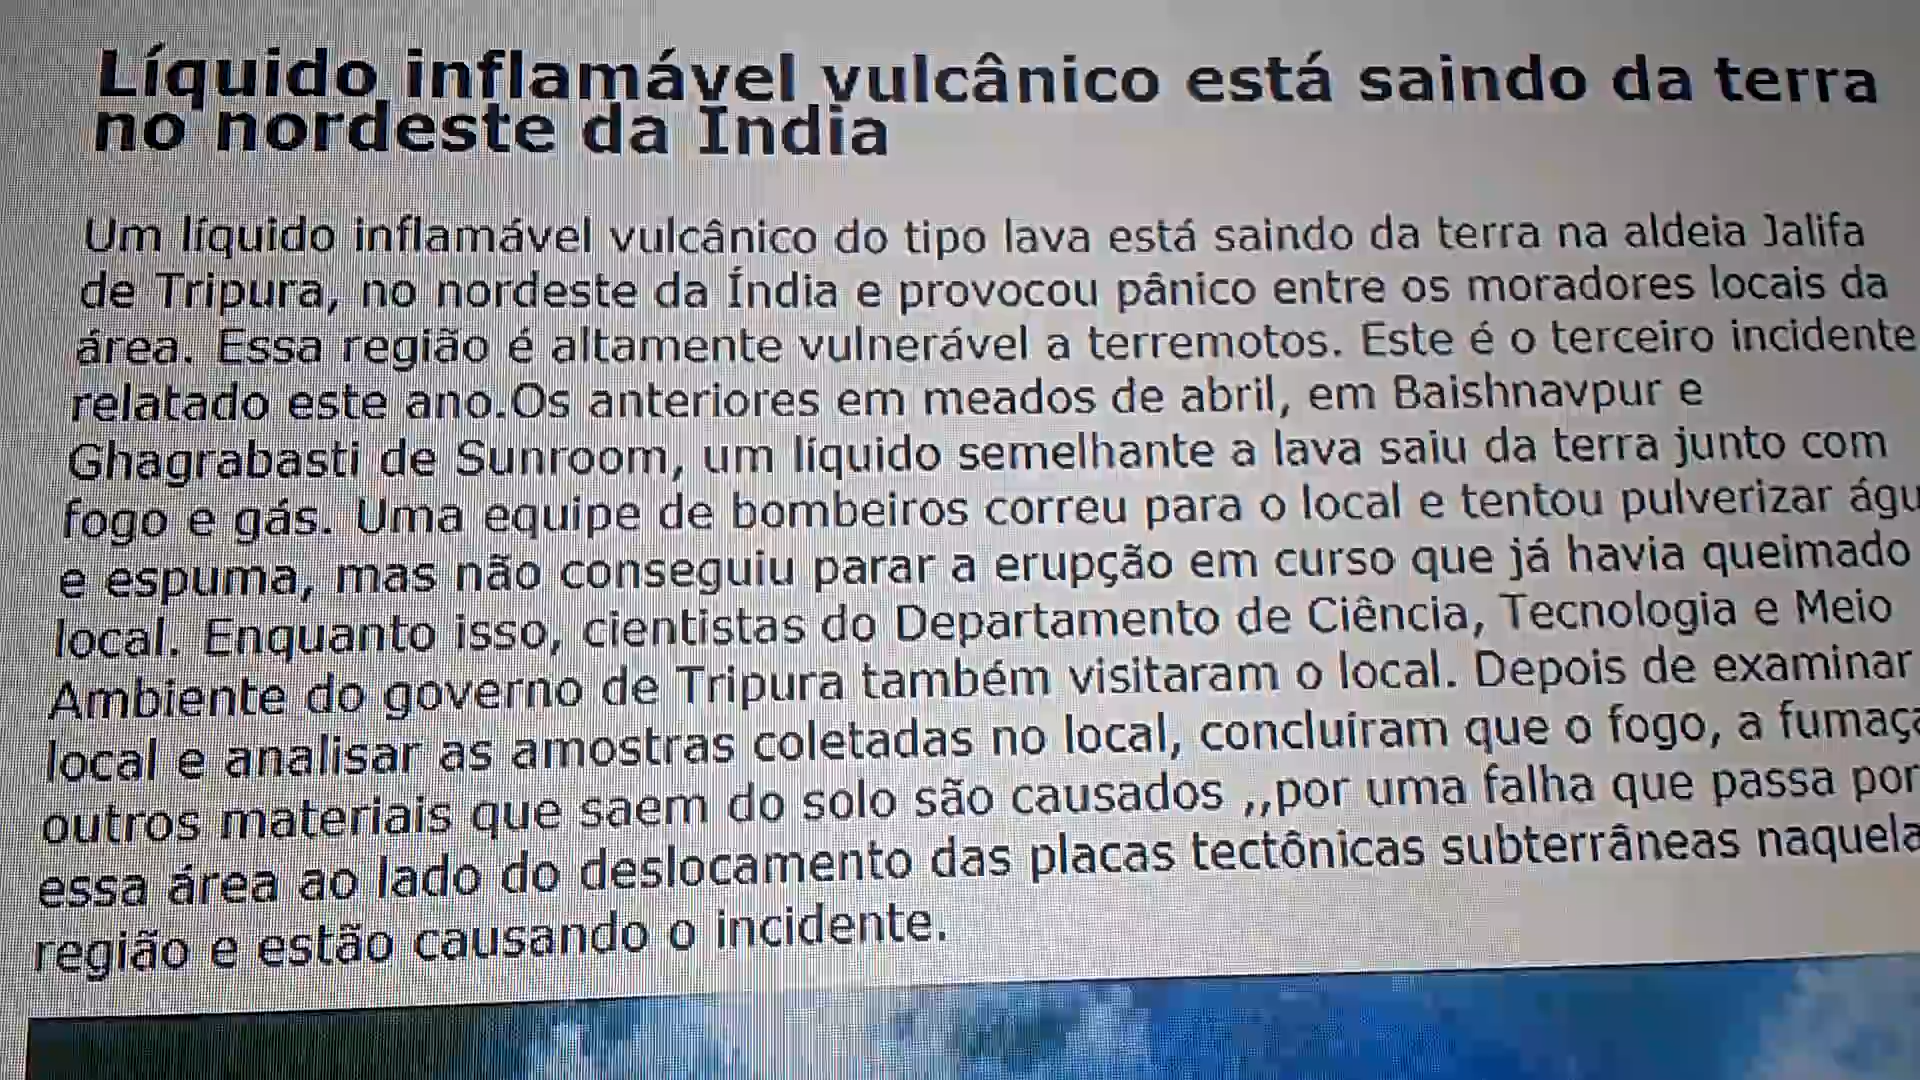 Líquido inflamável vulcânico está saindo da terra
no nordeste da Índia
Um líquido inflamável vulcânico do tipo lava está saindo da terra na aldeia Jalifa
de Tripura, no nordeste da Índia e provocou pânico entre os moradores locais da
área. Essa região é altamente vulnerável a terremotos. Este é o terceiro incidente
relatado este ano.Os anteriores em meados de abril, em Baishnavpur e
Ghagrabasti de Sunroom, um líquido semelhante a lava saiu da terra junto com
fogo e gás. Uma equipe de bombeiros correu para o local e tentou pulverizar águ
e espuma, mas não conseguiu parar a erupção em curso que já havia queimado
local. Enquanto isso, cientistas do Departamento de Ciência, Tecnologia e Meio
Ambiente do governo de Tripura também visitaram o local. Depois de examinar
local e analisar as amostras coletadas no local, concluíram que o fogo, a fumaça
outros materiais que saem do solo são causados ,,por uma falha que passa por
essa área ao lado do deslocamento das placas tectônicas subterrâneas naquela
região e estão causando o incidente.